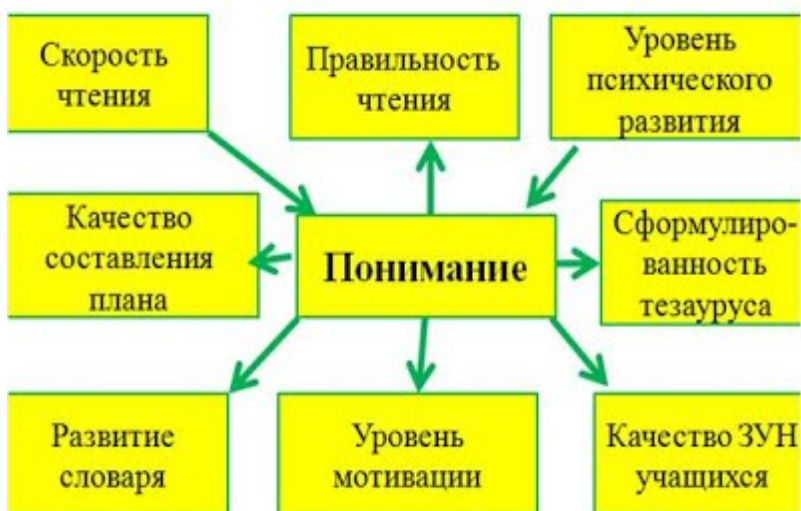 Скорость
чтения
Правильность
чтения
Уровень
психического
развития
Качество
составления
плана
Понимание
Сформулиро-
ванность
тезауруса
Развитие
словаря
Уровень
мотивации
Качество ЗУН
учащихся